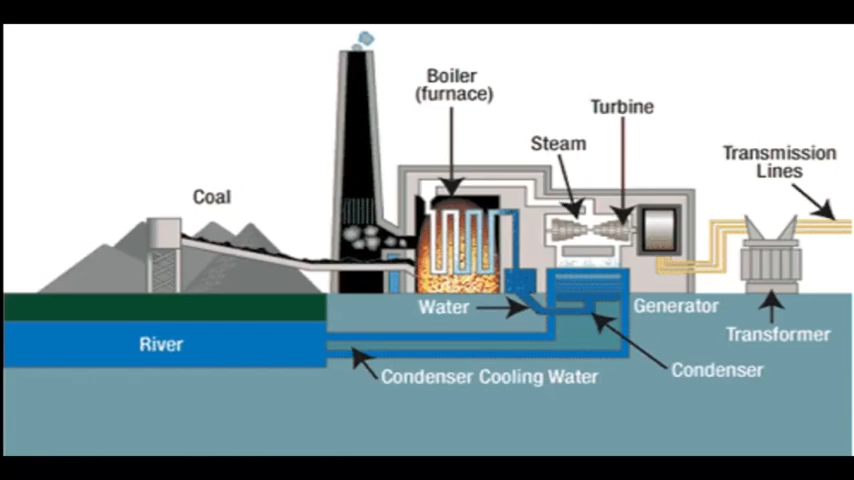 Boiler
(furnace)
Turbine
Steam
Transmission
Lines
Coal
Water
Generator
River
Transformer
Condenser
Condenser Cooling Water